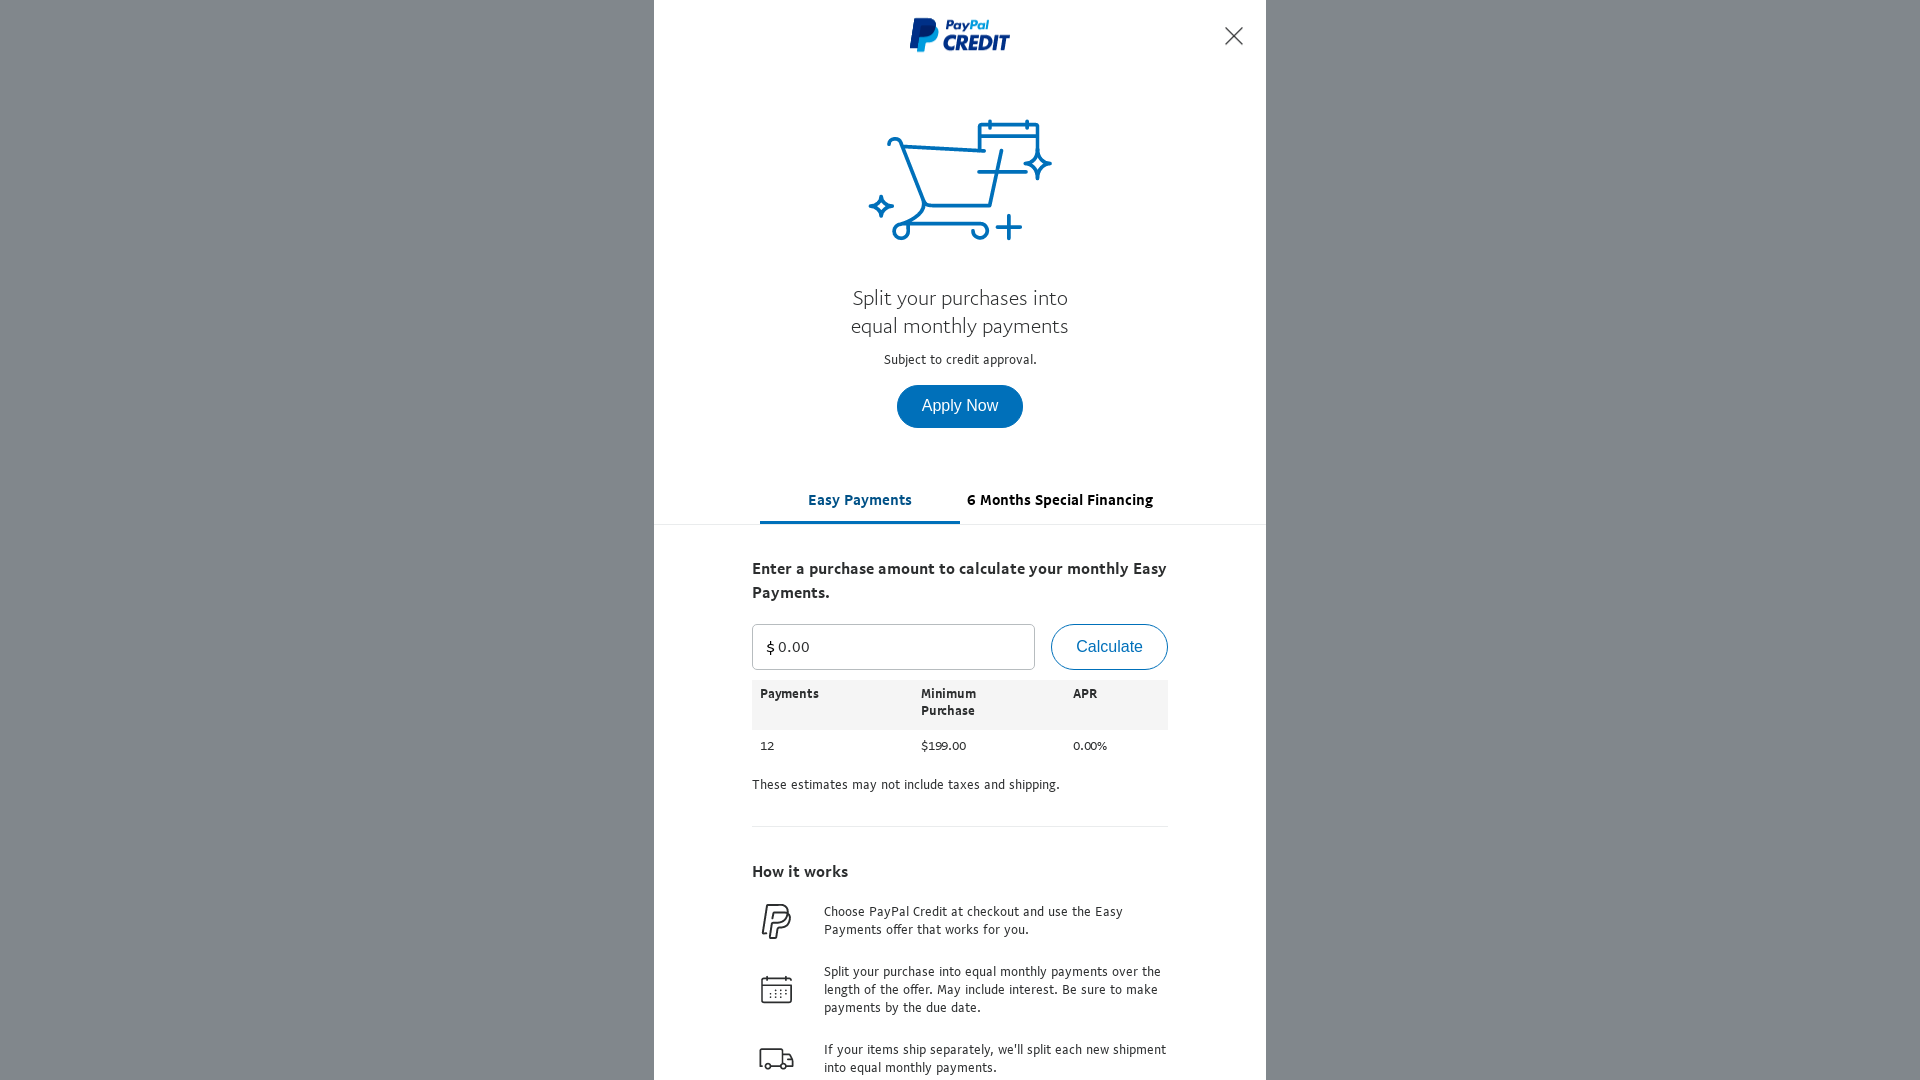 PayPal
CREDIT
Split your purchases into
equal monthly payments
Subject to credit approval.
Apply Now
Easy Payments
6 Months Special Financing
Enter a purchase amount to calculate your monthly Easy
Payments.
$ 0.00
Calculate
Payments
Minimum
Purchase
APR
12
$199.00
0.00%
These estimates may not include taxes and shipping.
How it works
Choose PayPal Credit at checkout and use the Easy
Payments offer that works for you.
Split your purchase into equal monthly payments over the
length of the offer. May include interest. Be sure to make
payments by the due date.
If your items ship separately, we'll split each new shipment
into equal monthly payments.